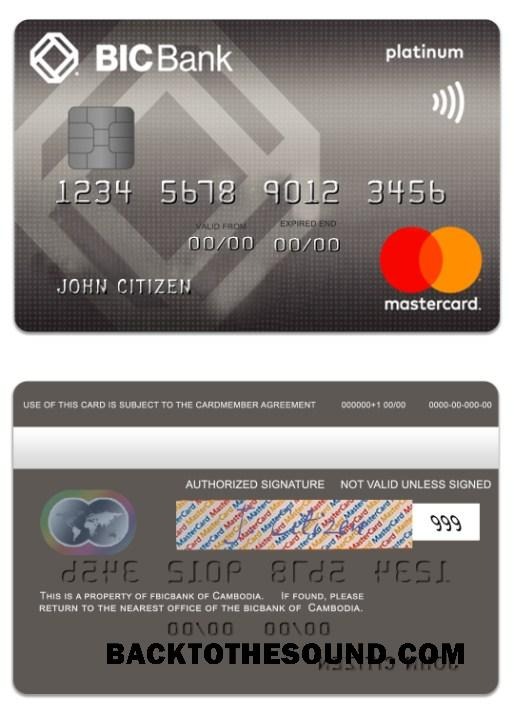 BIC Bank
platinum
1234 5678 9012 3456
VALID FROM EXPIRED END
00/00 00/00
JOHN CITIZEN
mastercard.
USE OF THIS CARD IS SUBJECT TO THE CARDMEMBER AGREEMENT 000000+1 00/00 0000-00-000-00
AUTHORIZED SIGNATURE NOT VALID UNLESS SIGNED
999
THIS IS A PROPERTY OF FBICBANK OF CAMBODIA. IF FOUND, PLEASE
RETURN TO THE NEAREST OFFICE OF THE BICBANK OF CAMBODIA.
BACKTOTHESOUND.COM